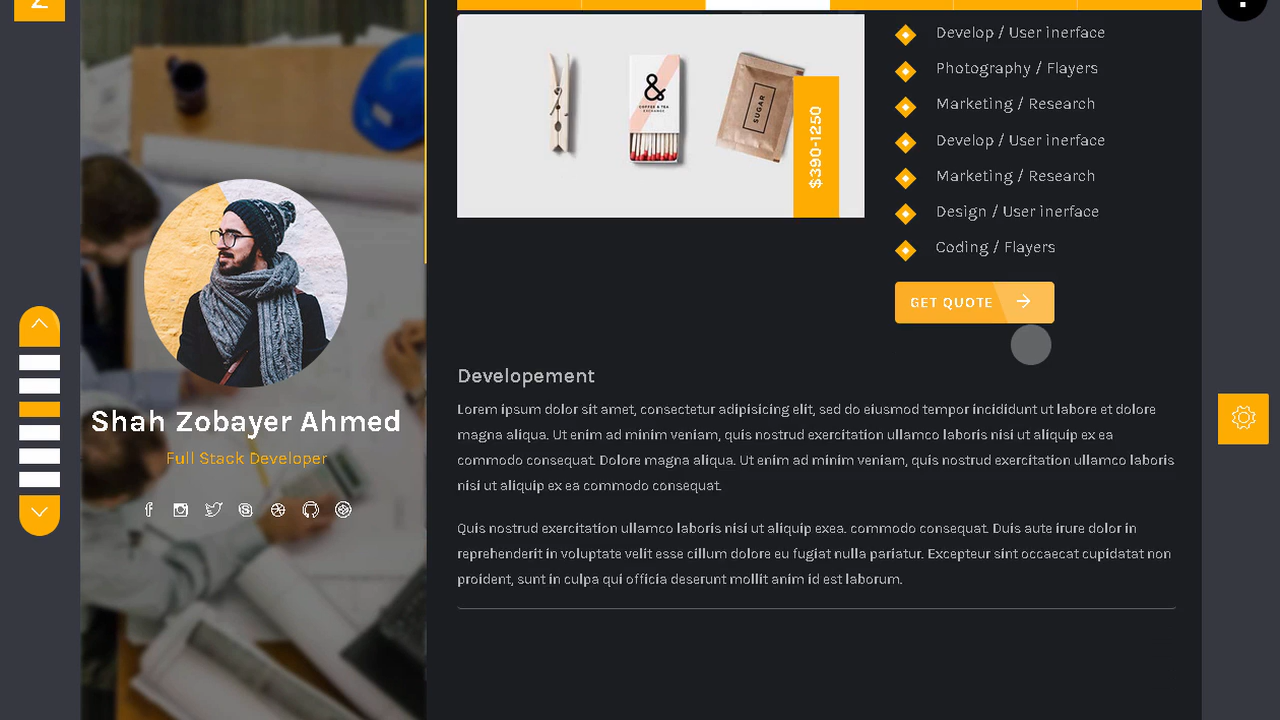 Z
Shah Zobayer Ahmed
Full Stack Developer
&
COFFEE & TEA
EXCHANGE
SUGAR
$390-1250
Develop / User inerface
Photography / Flayers
Marketing / Research
Develop / User inerface
Marketing / Research
Design / User inerface
Coding / Flayers
GET QUOTE
Developement
Lorem ipsum dolor sit amet, consectetur adipisicing elit, sed do eiusmod tempor incididunt ut labore et dolore
magna aliqua. Ut enim ad minim veniam, quis nostrud exercitation ullamco laboris nisi ut aliquip ex ea
commodo consequat. Dolore magna aliqua. Ut enim ad minim veniam, quis nostrud exercitation ullamco laboris
nisi ut aliquip ex ea commodo consequat.
Quis nostrud exercitation ullamco laboris nisi ut aliquip exea. commodo consequat. Duis aute irure dolor in
reprehenderit in voluptate velit esse cillum dolore eu fugiat nulla pariatur. Excepteur sint occaecat cupidatat non
proident, sunt in culpa qui officia deserunt mollit anim id est laborum.